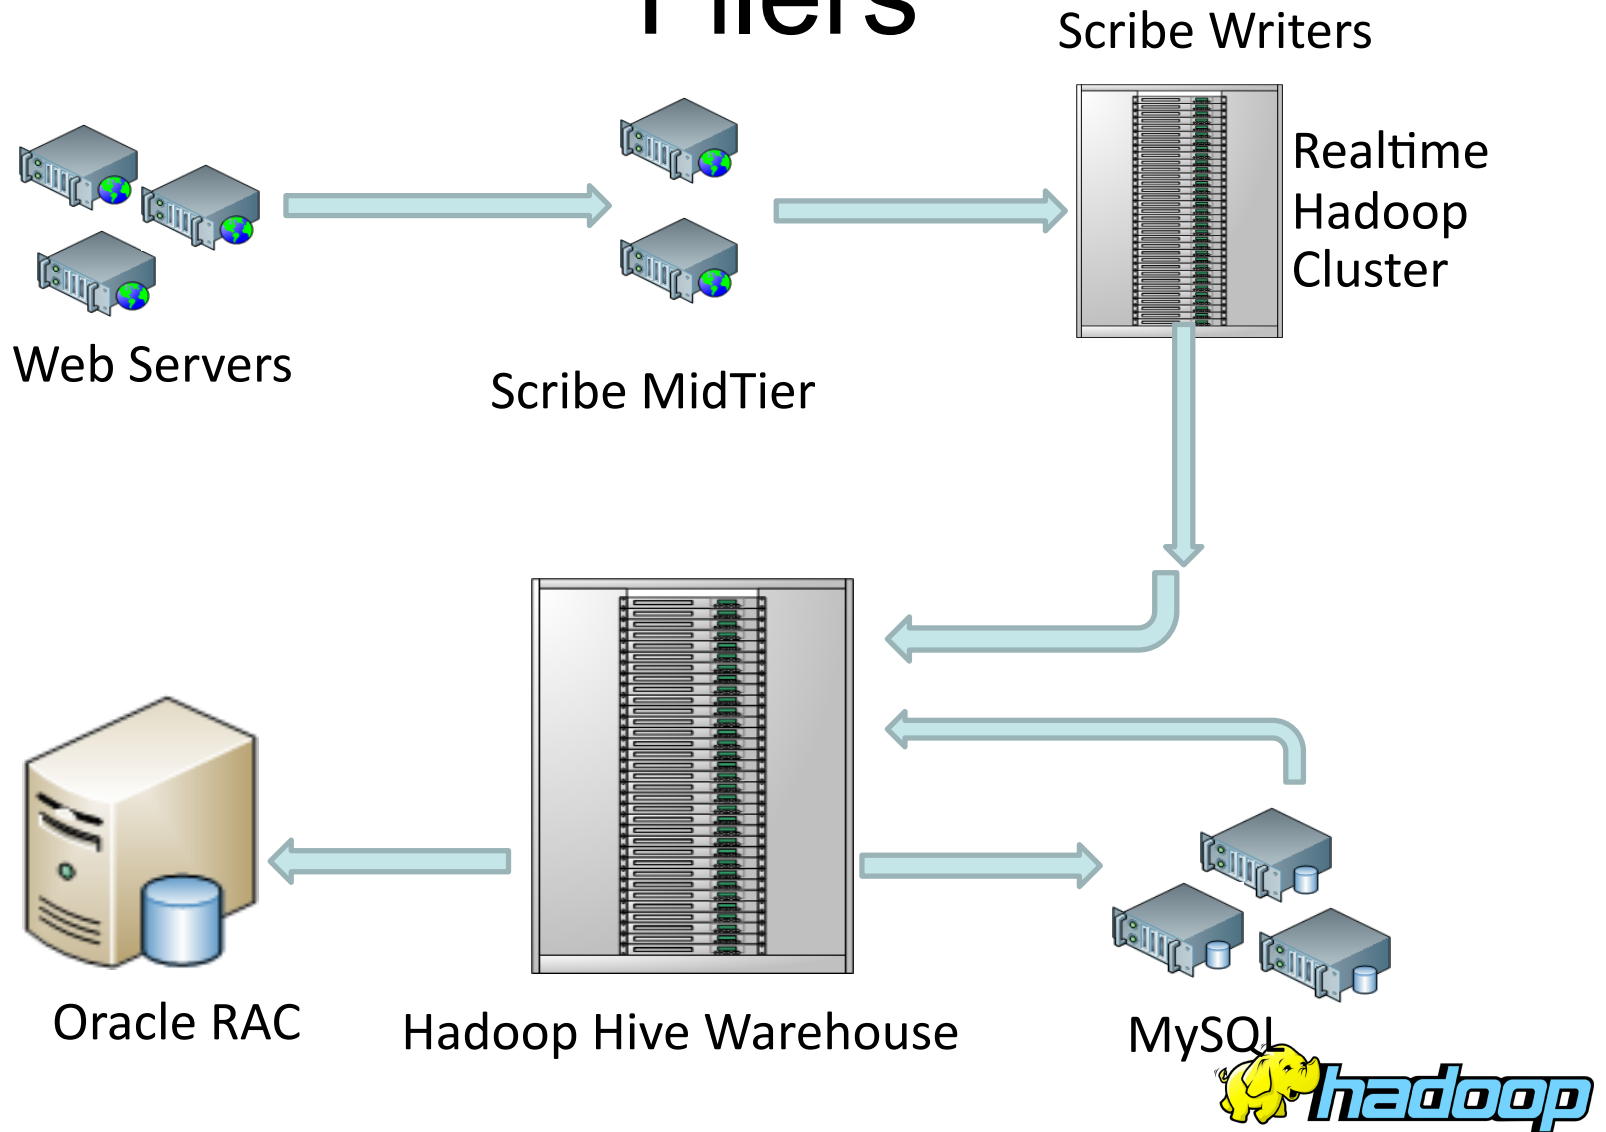 Scribe Writers
Realtime
Hadoop
Cluster
Web Servers
Scribe MidTier
Oracle RAC
Hadoop Hive Warehouse
MySQL
hadoop